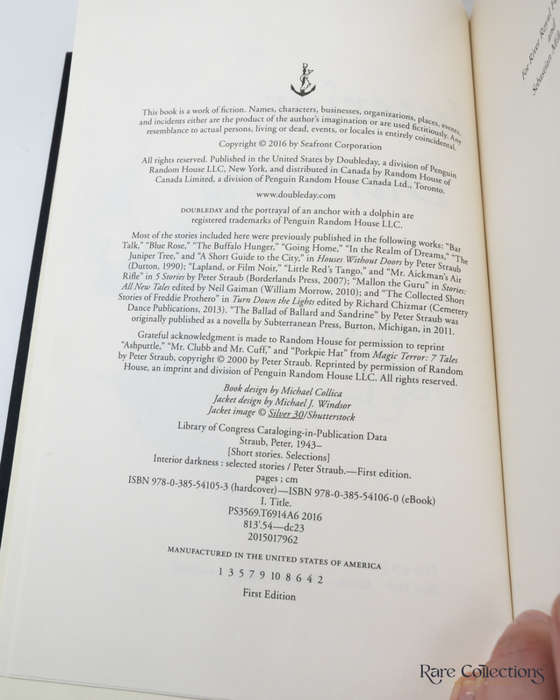 This book is a work of fiction. Names, characters, businesses, organizations, places, events,
and incidents either are the product of the author's imagination or are used fictitiously. Any
resemblance to actual persons, living or dead, events, or locales is entirely coincidental.
Copyright © 2016 by Seafront Corporation
All rights reserved. Published in the United States by Doubleday, a division of Penguin
Random House LLC, New York, and distributed in Canada by Random House of
Canada Limited, a division of Penguin Random House Canada Ltd., Toronto.
www.doubleday.com
DOUBLEDAY and the portrayal of an anchor with a dolphin are
registered trademarks of Penguin Random House LLC.
Most of the stories included here were previously published in the following works: "Bar
Talk," "Blue Rose," "The Buffalo Hunger," "Going Home," "In the Realm of Dreams," "The
Juniper Tree," and "A Short Guide to the City," in Houses Without Doors by Peter Straub
(Dutton, 1990); "Lapland, or Film Noir," "Little Red's Tango," and "Mr. Aickman's Air
Rifle" in 5 Stories by Peter Straub (Borderlands Press, 2007); "Mallon the Guru" in Stories:
All New Tales edited by Neil Gaiman (William Morrow, 2010); and "The Collected Short
Stories of Freddie Prothero" in Turn Down the Lights edited by Richard Chizmar (Cemetery
Dance Publications, 2013). "The Ballad of Ballard and Sandrine" by Peter Straub was
originally published as a novella by Subterranean Press, Burton, Michigan, in 2011.
Grateful acknowledgment is made to Random House for permission to reprint
"Ashputtle," "Mr. Clubb and Mr. Cuff," and "Porkpie Hat" from Magic Terror: 7 Tales
by Peter Straub, copyright © 2000 by Peter Straub. Reprinted by permission of Random
House, an imprint and division of Penguin Random House LLC. All rights reserved.
Book design by Michael Collica
Jacket design by Michael J. Windsor
Jacket image © Silver 30/Shutterstock
Library of Congress Cataloging-in-Publication Data
Straub, Peter, 1943–
[Short stories. Selections]
Interior darkness : selected stories / Peter Straub.—First edition.
pages ; cm
ISBN 978-0-385-54105-3 (hardcover)—ISBN 978-0-385-54106-0 (eBook)
I. Title.
PS3569.T6914A6 2016
813'.54—dc23
2015017962
MANUFACTURED IN THE UNITED STATES OF AMERICA
1 3 5 7 9 10 8 6 4 2
First Edition
For River Road
and
Sebastian
Rare Collections